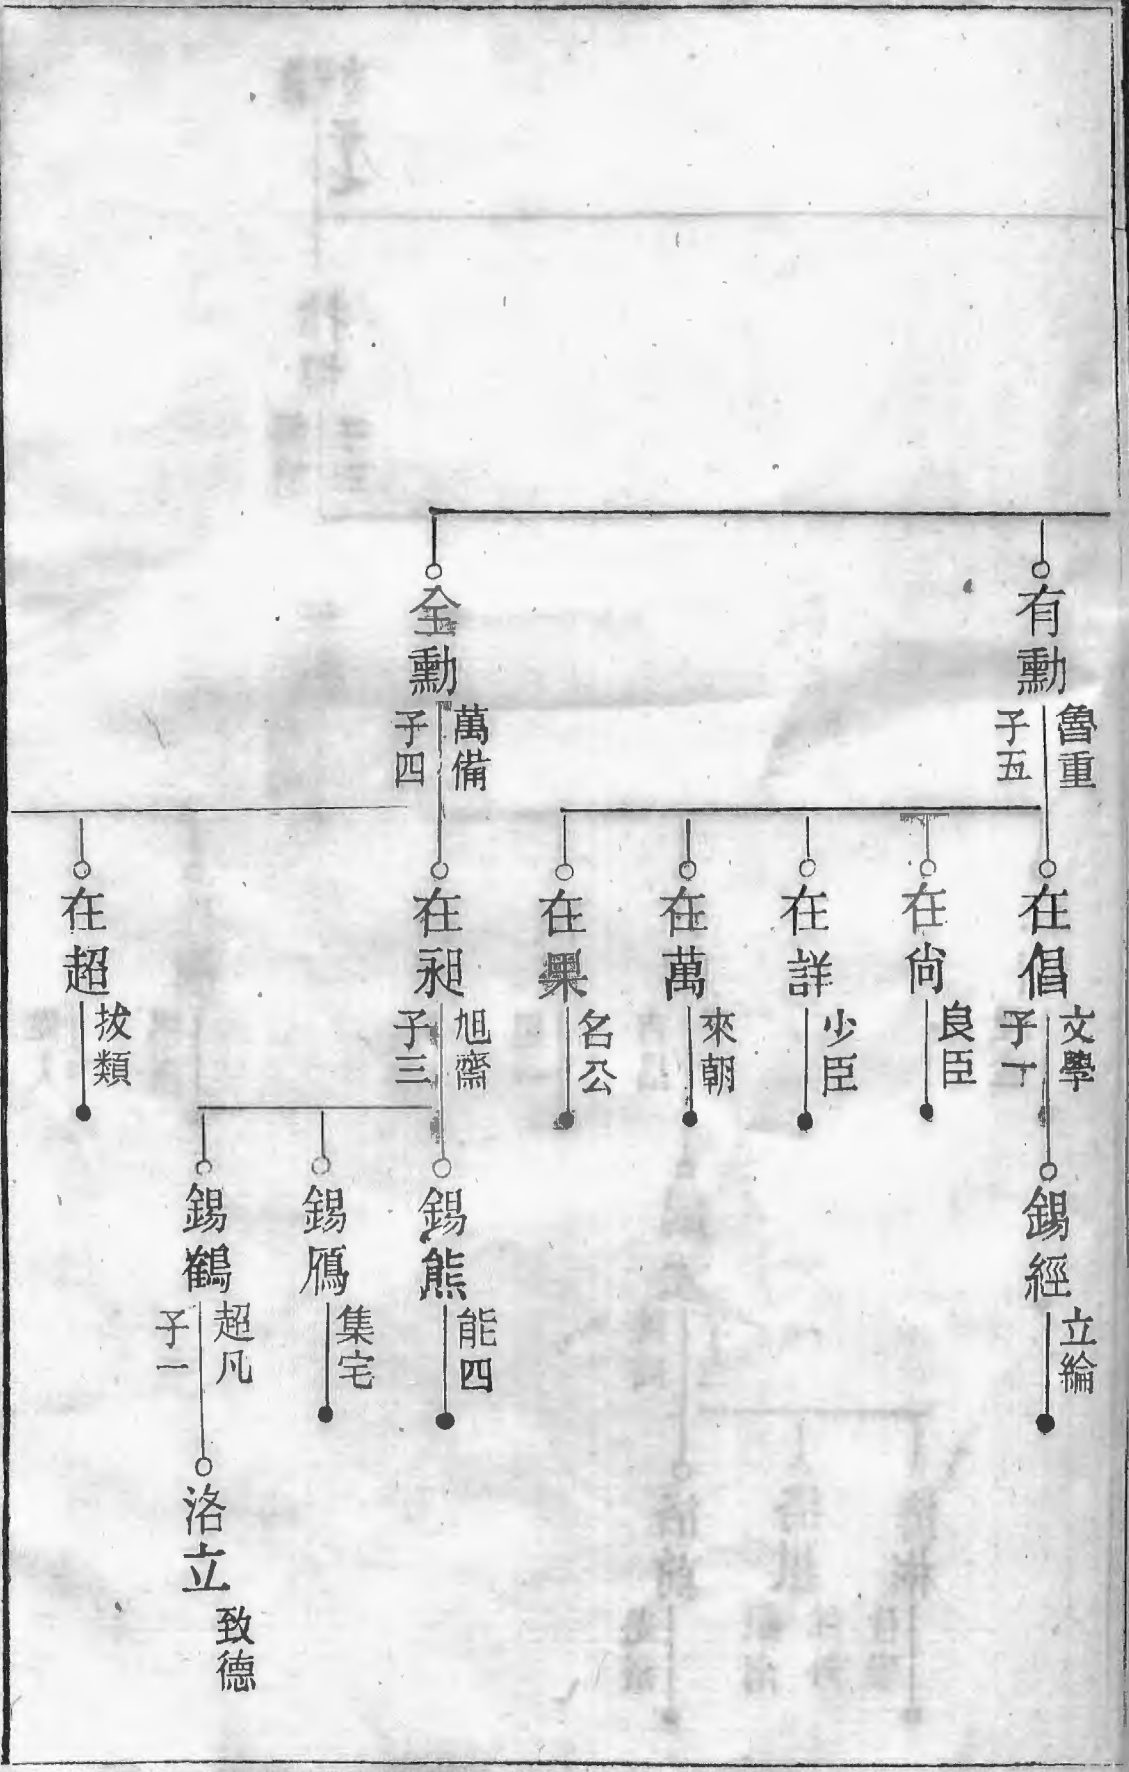 有勳
魯重
子五
全勳
萬備
子四
在倡
文學
子一
在尙
良臣
在詳
少臣
在萬
來朝
在果
名公
在昶
旭齋
子三
在超
拔類
錫經
立綸
錫熊
能四
錫鴈
集宅
錫鶴
超凡
子一
洛立
致德